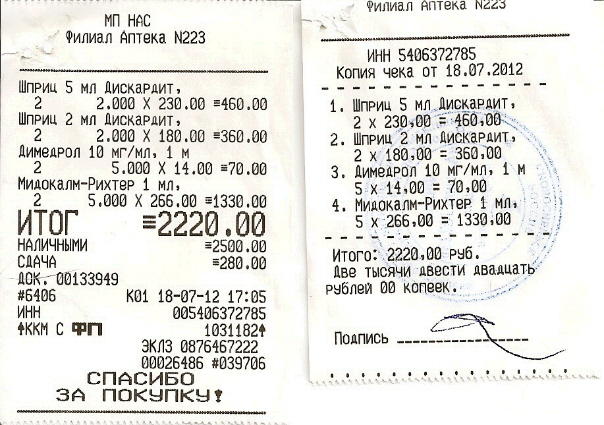 МП НАС
Филиал Аптека N223
Шприц 5 мл Дискардит,
2 2.000 X 230.00 ≡460.00
Шприц 2 мл Дискардит,
2 2.000 X 180.00 ≡360.00
Димедрол 10 мг/мл, 1 м
2 5.000 X 14.00 ≡70.00
Мидокалм-Рихтер 1 мл,
2 5.000 X 266.00 ≡1330.00
ИТОГ ≡2220.00
НАЛИЧНЫМИ ≡2500.00
СДАЧА ≡280.00
ДОК. 00133949
#6406 К01 18-07-12 17:05
ИНН 005406372785
ККМ С ФП 1031182
ЭКЛЗ 0876467222
00026486 #039706
СПАСИБО
ЗА ПОКУПКУ!
Филиал Аптека N223
ИНН 5406372785
Копия чека от 18.07.2012
1. Шприц 5 мл Дискардит,
2 x 230,00 = 460,00
2. Шприц 2 мл Дискардит,
2 x 180,00 = 360,00
3. Димедрол 10 мг/мл, 1 м
5 x 14,00 = 70,00
4. Мидокалм-Рихтер 1 мл,
5 x 266,00 = 1330,00
Итого: 2220,00 руб.
Две тысячи двести двадцать
рублей 00 копеек.
Подпись